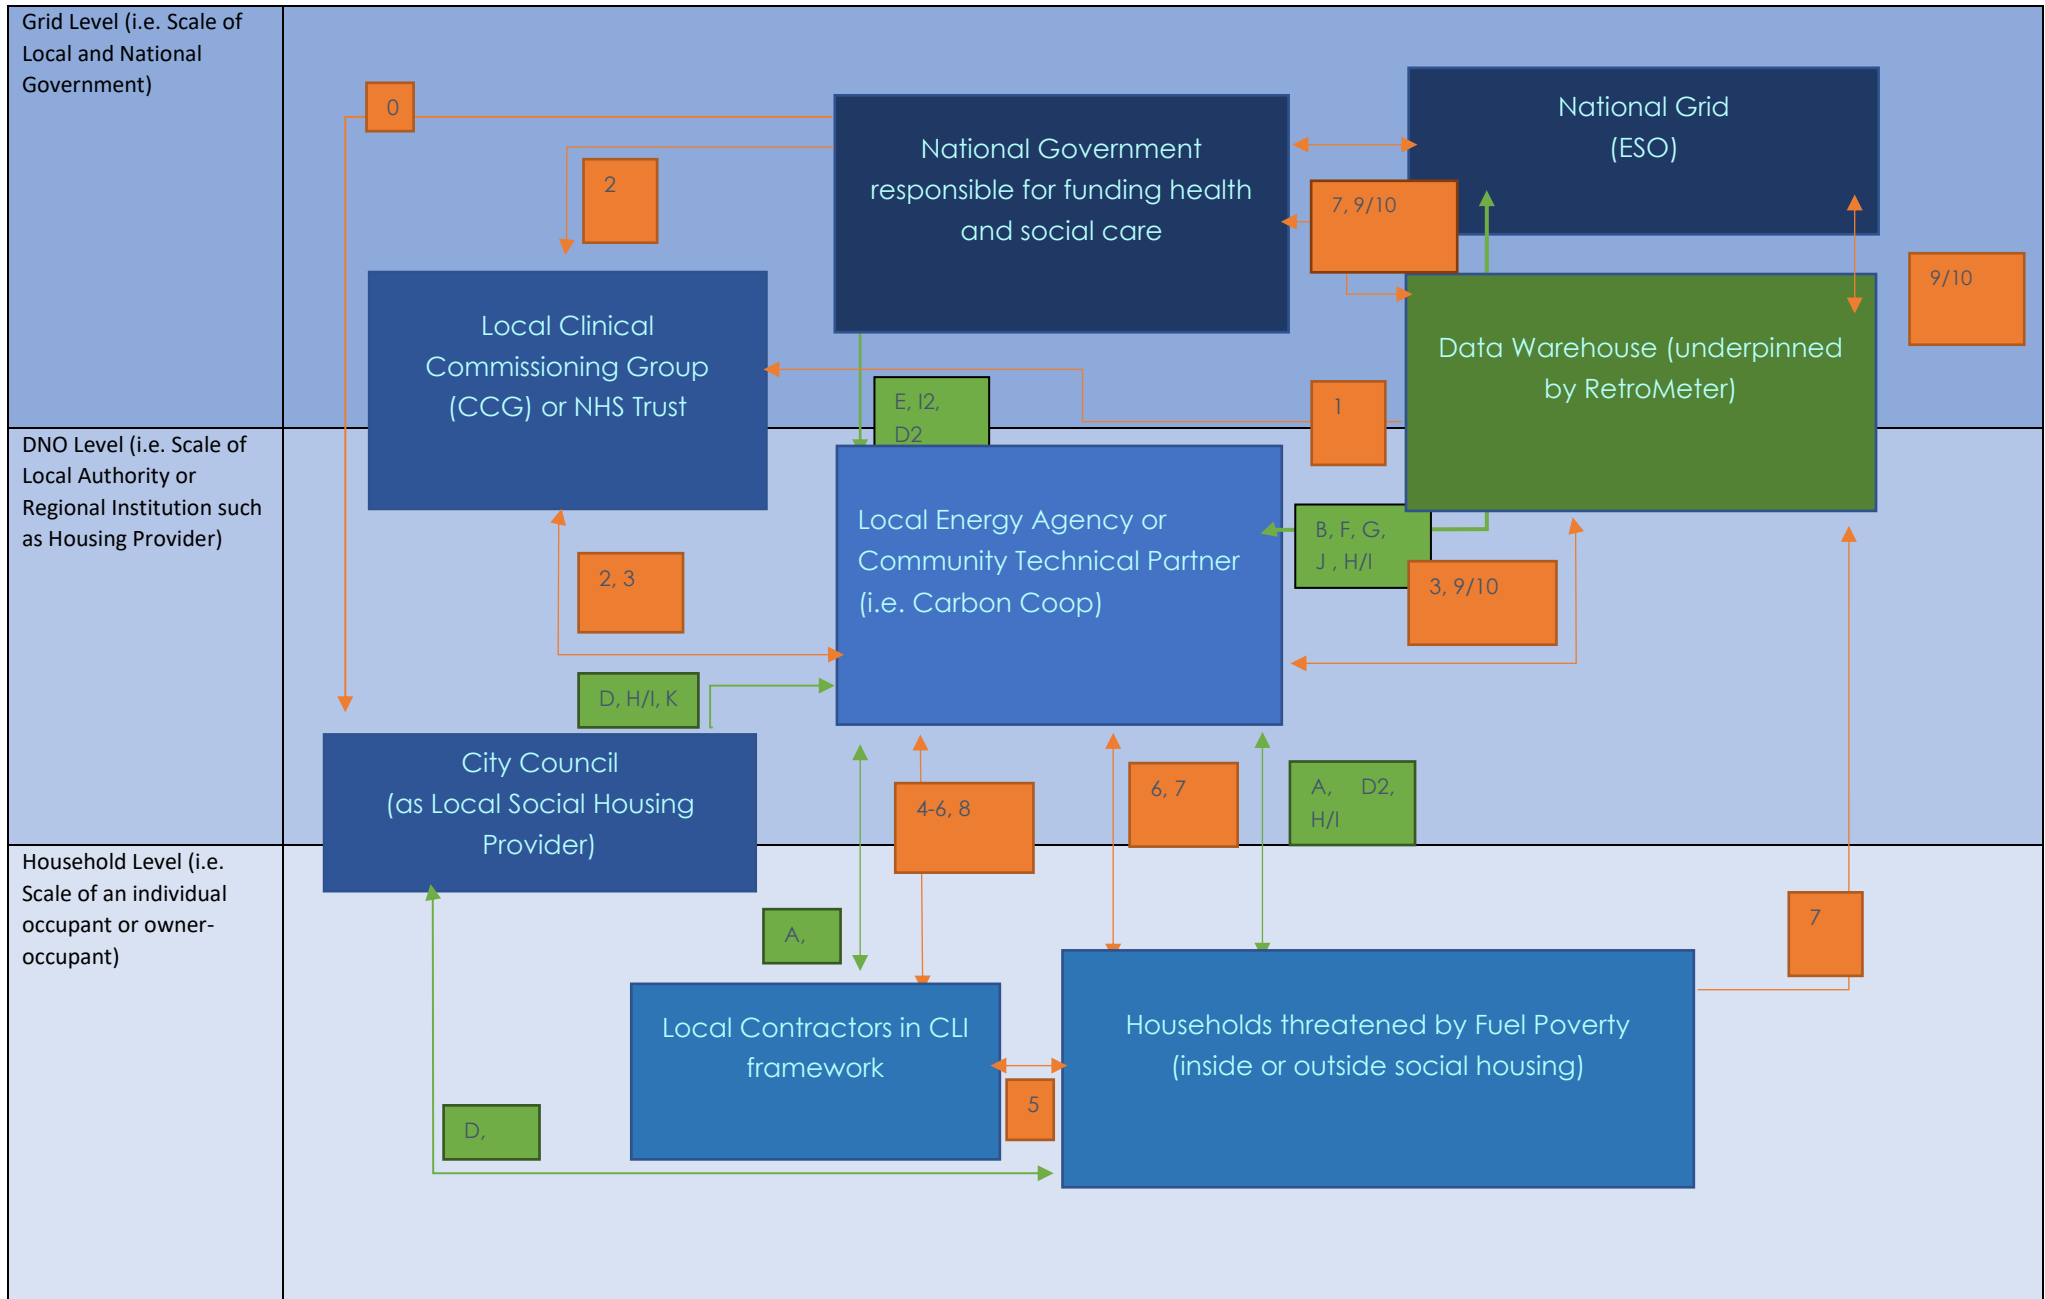 Grid Level (i.e. Scale of
Local and National
Government)
0
2
National Government
responsible for funding health
and social care
National Grid
(ESO)
7, 9/10
9/10
Local Clinical
Commissioning Group
(CCG) or NHS Trust
Data Warehouse (underpinned
by RetroMeter)
E, I2,
D2
1
DNO Level (i.e. Scale of
Local Authority or
Regional Institution such
as Housing Provider)
Local Energy Agency or
Community Technical Partner
(i.e. Carbon Coop)
B, F, G,
J , H/I
2, 3
3, 9/10
D, H/I, K
City Council
(as Local Social Housing
Provider)
4-6, 8
6, 7
A, D2,
H/I
Household Level (i.e.
Scale of an individual
occupant or owner-
occupant)
A,
7
Local Contractors in CLI
framework
5
Households threatened by Fuel Poverty
(inside or outside social housing)
D,